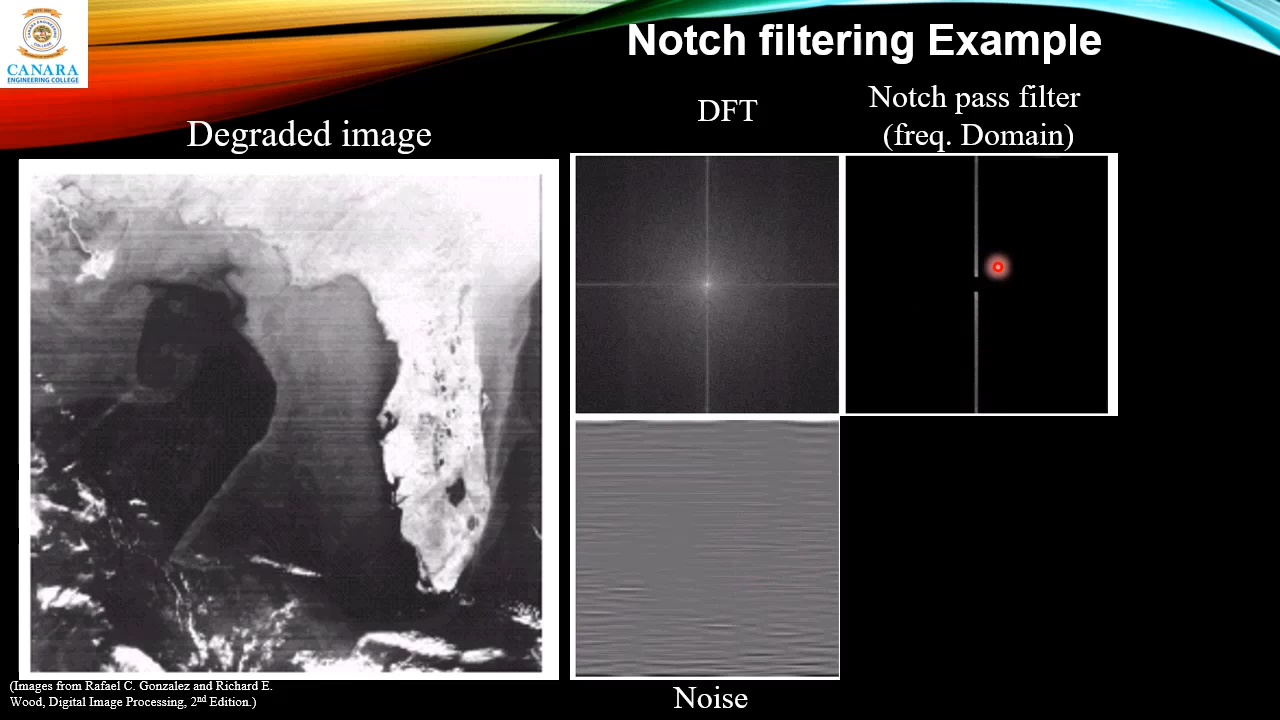 CANARA
ENGINEERING COLLEGE
Notch filtering Example
Degraded image
DFT
Notch pass filter
(freq. Domain)
Noise
(Images from Rafael C. Gonzalez and Richard E.
Wood, Digital Image Processing, 2nd Edition.)